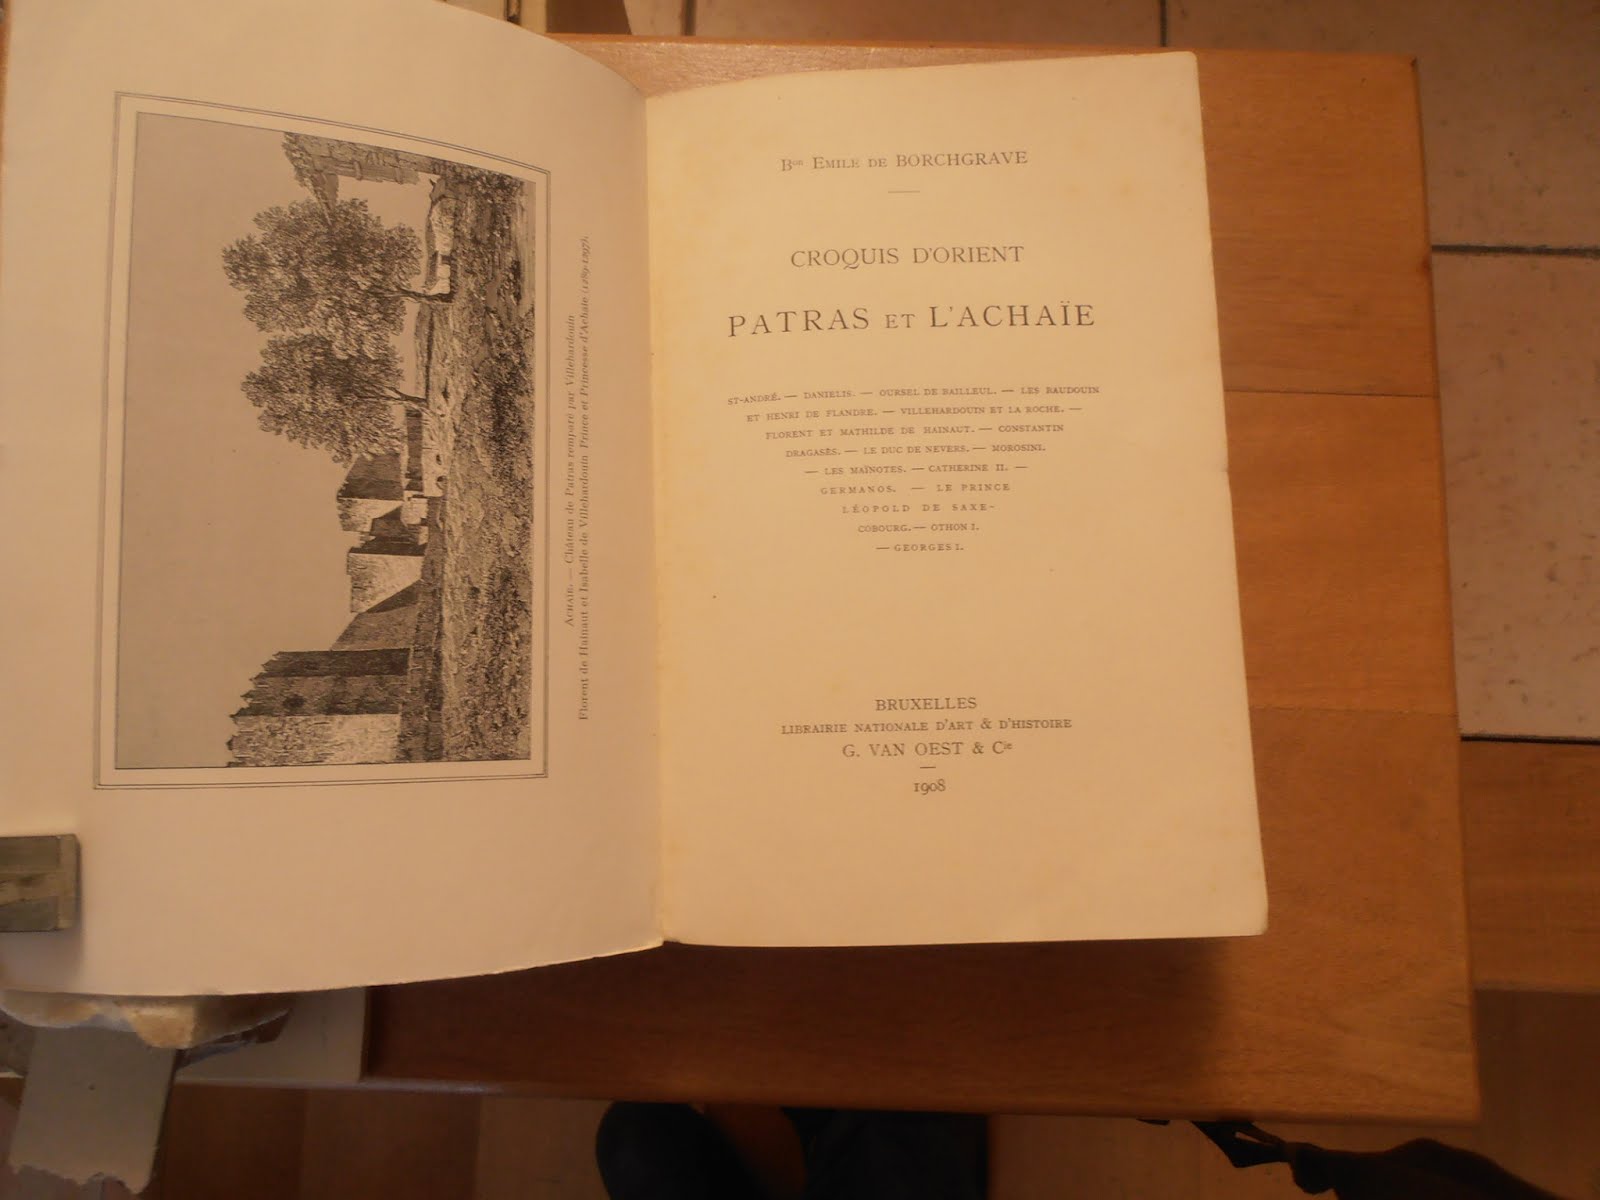 Achaïe. — Château de Patras remparé par Villehardouin
Florent de Hainaut et Isabelle de Villehardouin Prince et Princesse d'Achaïe (1289-1297).
Bon Emile de BORCHGRAVE
CROQUIS D'ORIENT
PATRAS ET L'ACHAÏE
ST-ANDRÉ. — DANIELIS. — OURSEL DE BAILLEUL. — LES BAUDOUIN
ET HENRI DE FLANDRE. — VILLEHARDOUIN ET LA ROCHE. —
FLORENT ET MATHILDE DE HAINAUT. — CONSTANTIN
DRAGASÈS. — LE DUC DE NEVERS. — MOROSINI.
— LES MAÏNOTES. — CATHERINE II. —
GERMANOS. — LE PRINCE
LÉOPOLD DE SAXE-
COBOURG. — OTHON I.
— GEORGES I.
BRUXELLES
LIBRAIRIE NATIONALE D'ART & D'HISTOIRE
G. VAN OEST & Cie
1908